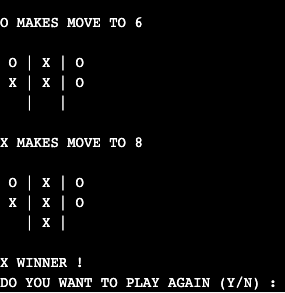 O MAKES MOVE TO 6
O | X | O
X | X | O
  |   |
X MAKES MOVE TO 8
O | X | O
X | X | O
  | X |
X WINNER !
DO YOU WANT TO PLAY AGAIN (Y/N) :